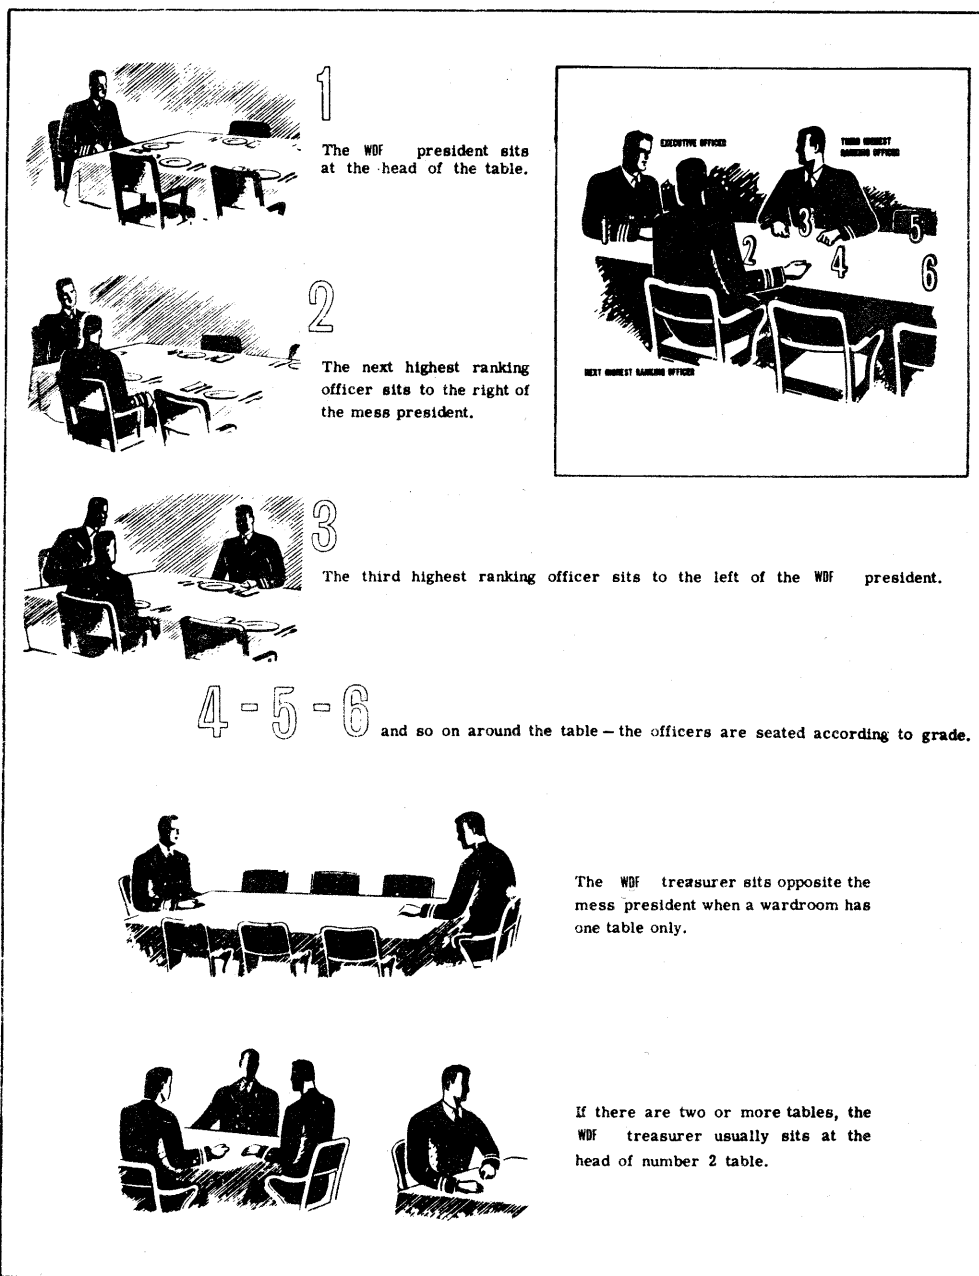 1
The WDF president sits
at the head of the table.
EXECUTIVE OFFICER
THIRD HIGHEST
RANKING OFFICER
1
2
3
4
5
6
NEXT HIGHEST RANKING OFFICER
2
The next highest ranking
officer sits to the right of
the mess president.
3
The third highest ranking officer sits to the left of the WDF president.
4 - 5 - 6 and so on around the table — the officers are seated according to grade.
The WDF treasurer sits opposite the
mess president when a wardroom has
one table only.
If there are two or more tables, the
WDF treasurer usually sits at the
head of number 2 table.